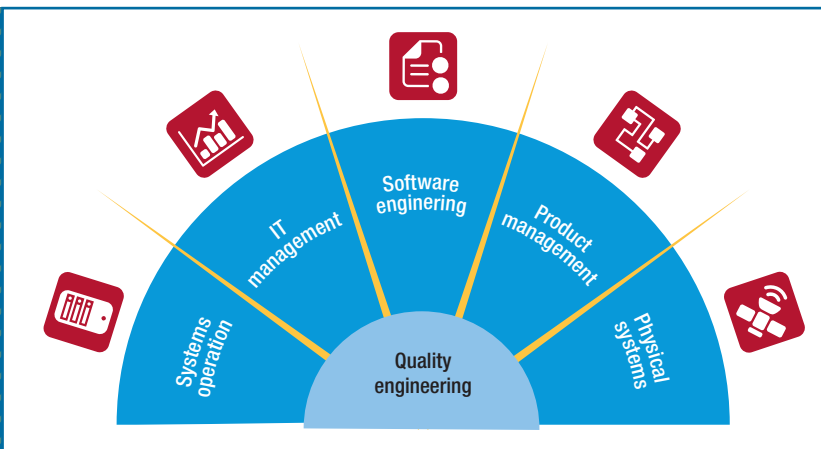 Systems
operation
IT
management
Software
enginering
Product
management
Physical
systems
Quality
engineering